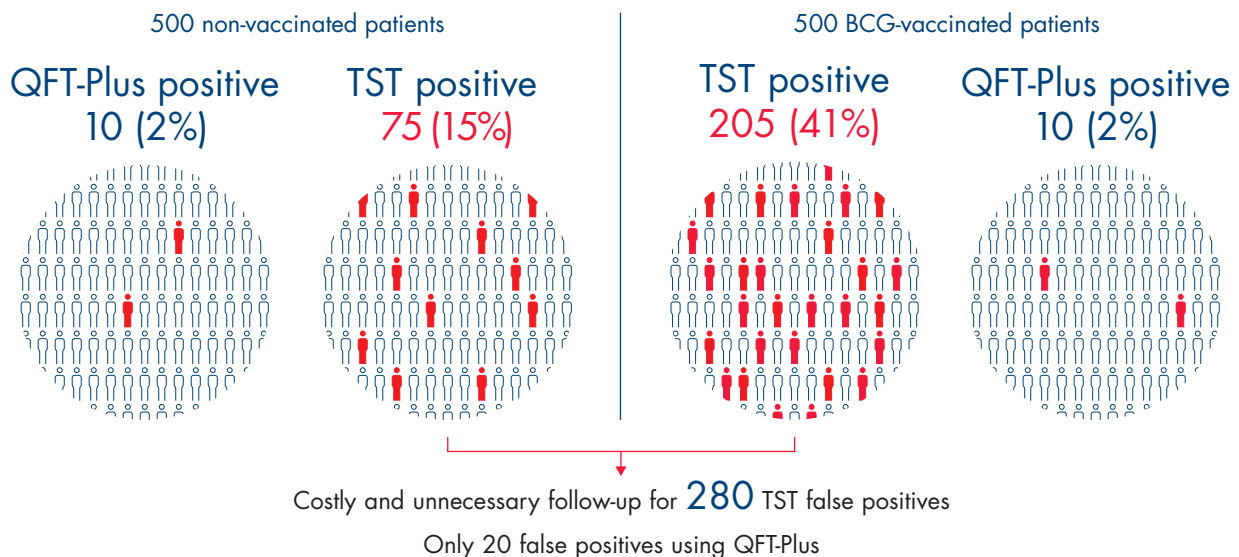 500 non-vaccinated patients
QFT-Plus positive
10 (2%)
TST positive
75 (15%)
500 BCG-vaccinated patients
TST positive
205 (41%)
QFT-Plus positive
10 (2%)
Costly and unnecessary follow-up for 280 TST false positives
Only 20 false positives using QFT-Plus